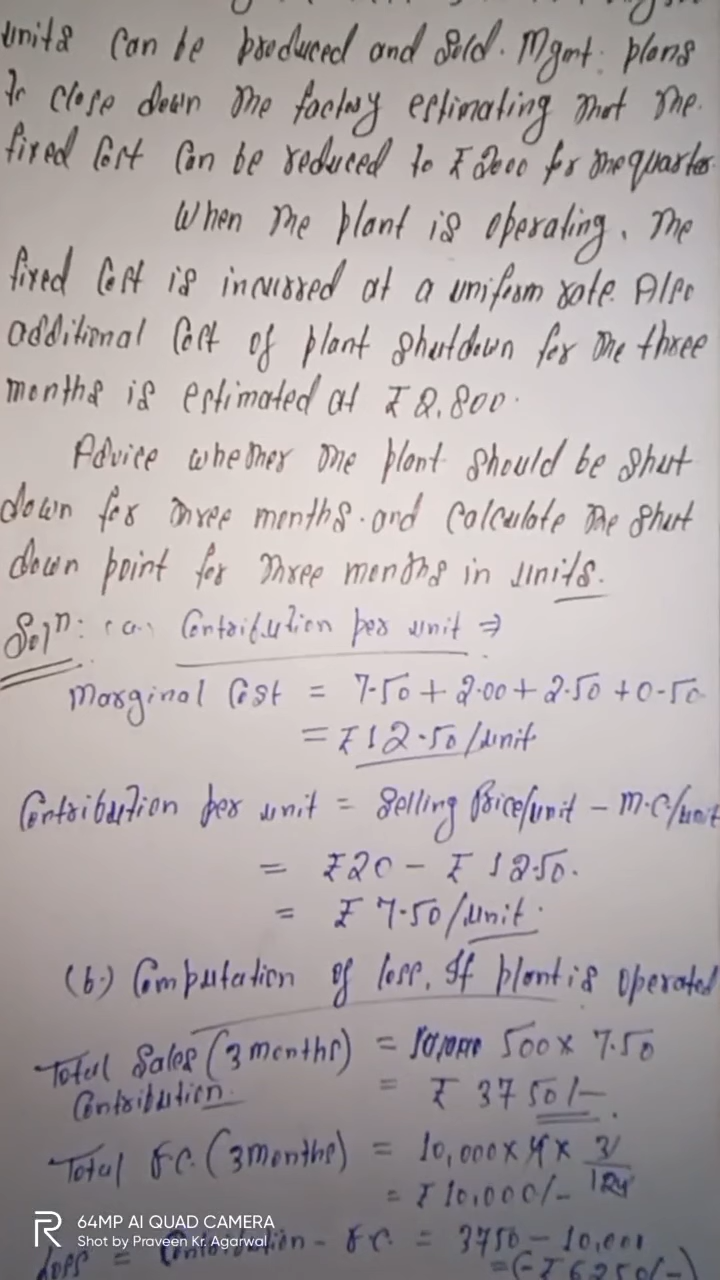 units can be produced and sold. Mgmt. plans
to close down the factory estimating that the
fixed cost can be reduced to ₹2000 for the quarter.
When the plant is operating. The
fixed cost is incurred at a uniform rate. Also
additional cost of plant shutdown for the three
months is estimated at ₹2,800.
Advice whether the plant should be shut
down for three months. and calculate the shut
down point for three months in units.
Solⁿ: (a) Contribution per unit ⇒
Marginal Cost = 7.50 + 2.00 + 2.50 + 0.50
= ₹12.50/unit
Contribution per unit = Selling Price/unit - M.C/unit
= ₹20 - ₹12.50.
= ₹7.50/unit.
(b.) Computation of loss, If plant is operated
Total Sales (3 months) = 500 x 7.50
Contribution. = ₹3750/-.
Total F.C. (3 months) = 10,000 x 4 x 3/12
= ₹10,000/-
64MP AI QUAD CAMERA
Shot by Praveen Kr. Agarwal
Loss = Contribution - F.C. = 3750 - 10,000
= (-₹6250/-)